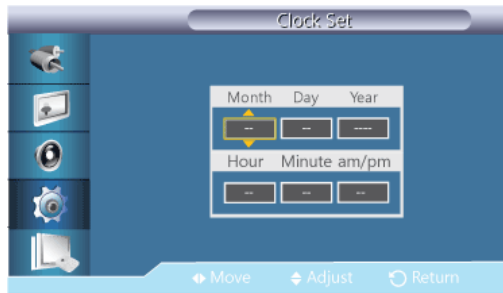 Clock Set
Month Day Year
-- -- ----
Hour Minute am/pm
-- -- --
Move Adjust Return